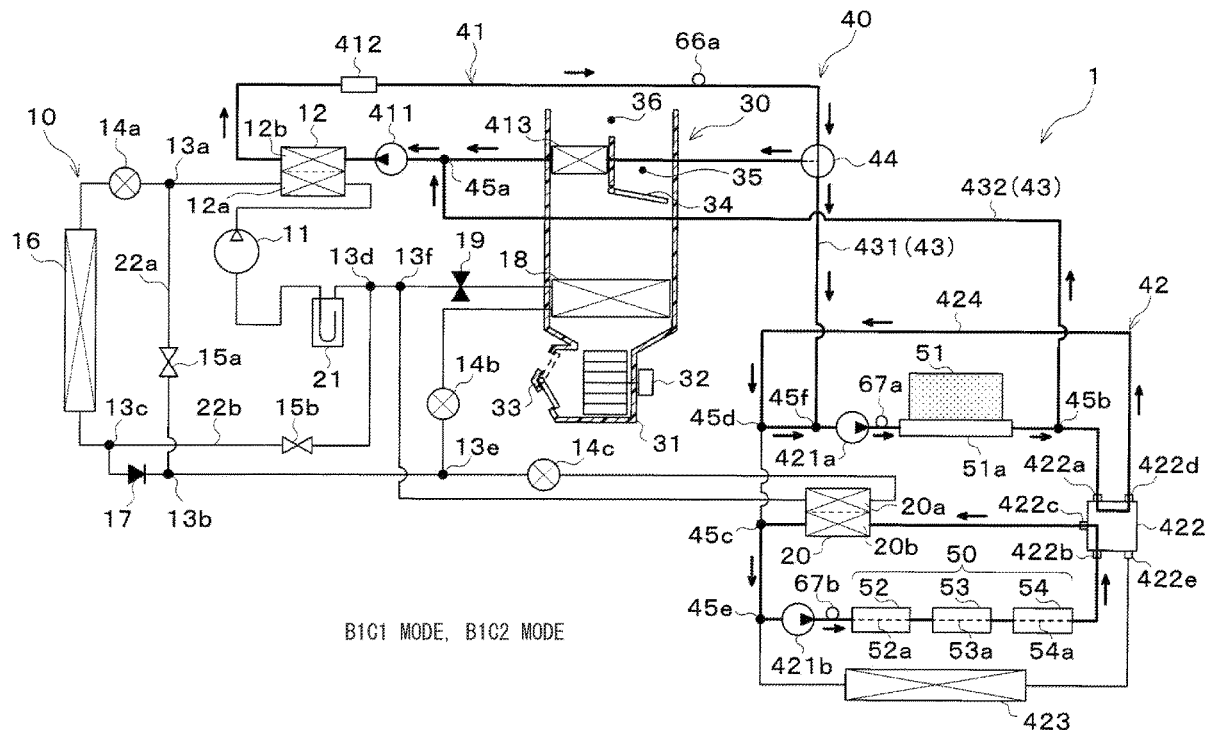 412
41
66a
40
1
10
14a
13a
12b
12
411
36
30
413
44
35
45a
34
432(43)
12a
11
16
22a
13d
13f
19
18
431(43)
42
424
15a
21
14b
33
32
31
51
67a
45d
45f
45b
13c
22b
15b
13e
14c
421a
51a
422a
422d
17
13b
20a
422c
422
45c
20
20b
422b
422e
50
67b
52
53
54
45e
B1C1 MODE, B1C2 MODE
421b
52a
53a
54a
423